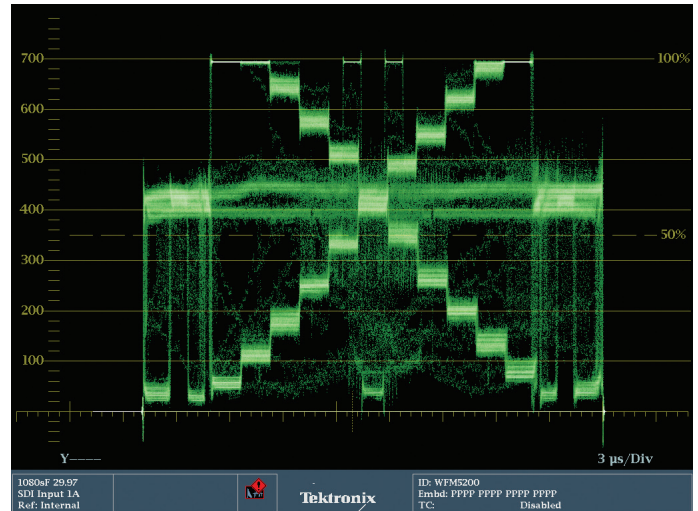 700
100%
600
500
400
50%
300
200
100
Y----
3 µs/Div
1080sF 29.97
SDI Input 1A
Ref: Internal
Tektronix
ID: WFM5200
Embd: PPPP PPPP PPPP PPPP
TC: Disabled